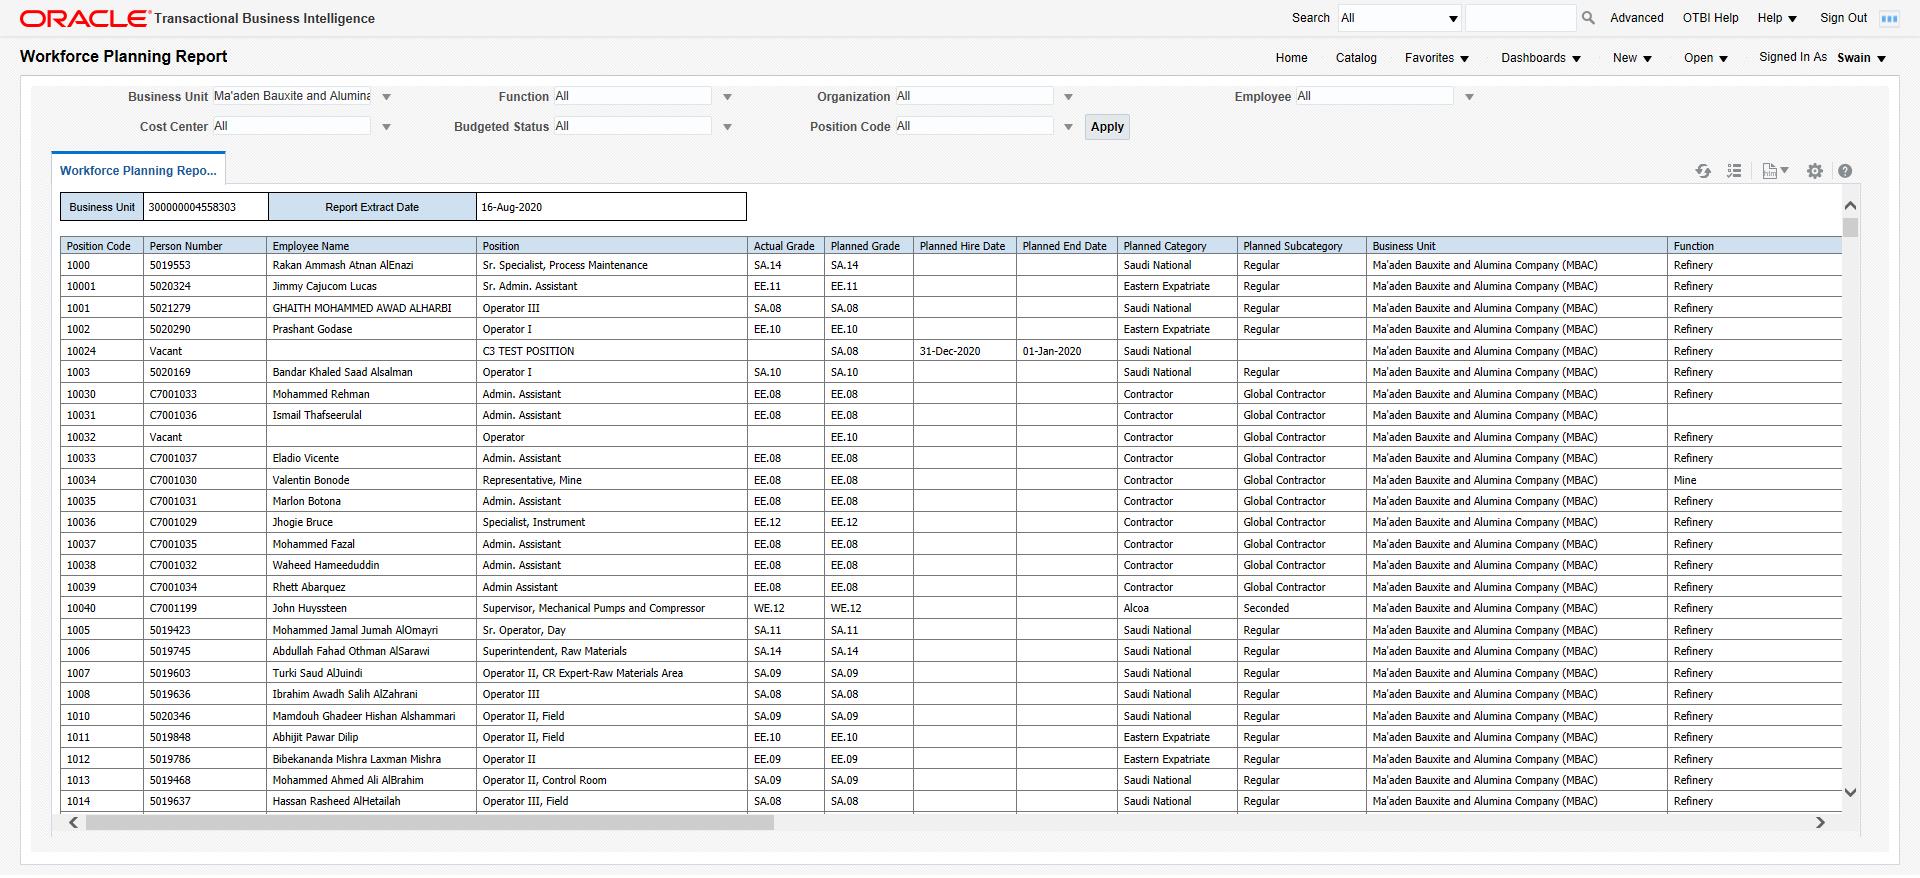 ORACLE Transactional Business Intelligence Search All Advanced OTBI Help Help Sign Out
Workforce Planning Report Home Catalog Favorites Dashboards New Open Signed In As Swain
Business Unit Ma'aden Bauxite and Alumina Function All Organization All Employee All
Cost Center All Budgeted Status All Position Code All Apply
Workforce Planning Repo...
Business Unit 300000004558303 Report Extract Date 16-Aug-2020
Position Code Person Number Employee Name Position Actual Grade Planned Grade Planned Hire Date Planned End Date Planned Category Planned Subcategory Business Unit Function
1000 5019553 Rakan Ammash Atnan AlEnazi Sr. Specialist, Process Maintenance SA.14 SA.14 Saudi National Regular Ma'aden Bauxite and Alumina Company (MBAC) Refinery
10001 5020324 Jimmy Cajucom Lucas Sr. Admin. Assistant EE.11 EE.11 Eastern Expatriate Regular Ma'aden Bauxite and Alumina Company (MBAC) Refinery
1001 5021279 GHAITH MOHAMMED AWAD ALHARBI Operator III SA.08 SA.08 Saudi National Regular Ma'aden Bauxite and Alumina Company (MBAC) Refinery
1002 5020290 Prashant Godase Operator I EE.10 EE.10 Eastern Expatriate Regular Ma'aden Bauxite and Alumina Company (MBAC) Refinery
10024 Vacant C3 TEST POSITION SA.08 31-Dec-2020 01-Jan-2020 Saudi National Ma'aden Bauxite and Alumina Company (MBAC) Refinery
1003 5020169 Bandar Khaled Saad Alsalman Operator I SA.10 SA.10 Saudi National Regular Ma'aden Bauxite and Alumina Company (MBAC) Refinery
10030 C7001033 Mohammed Rehman Admin. Assistant EE.08 EE.08 Contractor Global Contractor Ma'aden Bauxite and Alumina Company (MBAC) Refinery
10031 C7001036 Ismail Thafseerulal Admin. Assistant EE.08 EE.08 Contractor Global Contractor Ma'aden Bauxite and Alumina Company (MBAC)
10032 Vacant Operator EE.10 Contractor Global Contractor Ma'aden Bauxite and Alumina Company (MBAC) Refinery
10033 C7001037 Eladio Vicente Admin. Assistant EE.08 EE.08 Contractor Global Contractor Ma'aden Bauxite and Alumina Company (MBAC) Refinery
10034 C7001030 Valentin Bonode Representative, Mine EE.08 EE.08 Contractor Global Contractor Ma'aden Bauxite and Alumina Company (MBAC) Mine
10035 C7001031 Marlon Botona Admin. Assistant EE.08 EE.08 Contractor Global Contractor Ma'aden Bauxite and Alumina Company (MBAC) Refinery
10036 C7001029 Jhogie Bruce Specialist, Instrument EE.12 EE.12 Contractor Global Contractor Ma'aden Bauxite and Alumina Company (MBAC) Refinery
10037 C7001035 Mohammed Fazal Admin. Assistant EE.08 EE.08 Contractor Global Contractor Ma'aden Bauxite and Alumina Company (MBAC) Refinery
10038 C7001032 Waheed Hameeduddin Admin. Assistant EE.08 EE.08 Contractor Global Contractor Ma'aden Bauxite and Alumina Company (MBAC) Refinery
10039 C7001034 Rhett Abarquez Admin Assistant EE.08 EE.08 Contractor Global Contractor Ma'aden Bauxite and Alumina Company (MBAC) Refinery
10040 C7001199 John Huyssteen Supervisor, Mechanical Pumps and Compressor WE.12 WE.12 Alcoa Seconded Ma'aden Bauxite and Alumina Company (MBAC) Refinery
1005 5019423 Mohammed Jamal Jumah AlOmayri Sr. Operator, Day SA.11 SA.11 Saudi National Regular Ma'aden Bauxite and Alumina Company (MBAC) Refinery
1006 5019745 Abdullah Fahad Othman AlSarawi Superintendent, Raw Materials SA.14 SA.14 Saudi National Regular Ma'aden Bauxite and Alumina Company (MBAC) Refinery
1007 5019603 Turki Saud AlJuindi Operator II, CR Expert-Raw Materials Area SA.09 SA.09 Saudi National Regular Ma'aden Bauxite and Alumina Company (MBAC) Refinery
1008 5019636 Ibrahim Awadh Salih AlZahrani Operator III SA.08 SA.08 Saudi National Regular Ma'aden Bauxite and Alumina Company (MBAC) Refinery
1010 5020346 Mamdouh Ghadeer Hishan Alshammari Operator II, Field SA.09 SA.09 Saudi National Regular Ma'aden Bauxite and Alumina Company (MBAC) Refinery
1011 5019848 Abhijit Pawar Dilip Operator II, Field EE.10 EE.10 Eastern Expatriate Regular Ma'aden Bauxite and Alumina Company (MBAC) Refinery
1012 5019786 Bibekananda Mishra Laxman Mishra Operator II EE.09 EE.09 Eastern Expatriate Regular Ma'aden Bauxite and Alumina Company (MBAC) Refinery
1013 5019468 Mohammed Ahmed Ali AlBrahim Operator II, Control Room SA.09 SA.09 Saudi National Regular Ma'aden Bauxite and Alumina Company (MBAC) Refinery
1014 5019637 Hassan Rasheed AlHetailah Operator III, Field SA.08 SA.08 Saudi National Regular Ma'aden Bauxite and Alumina Company (MBAC) Refinery